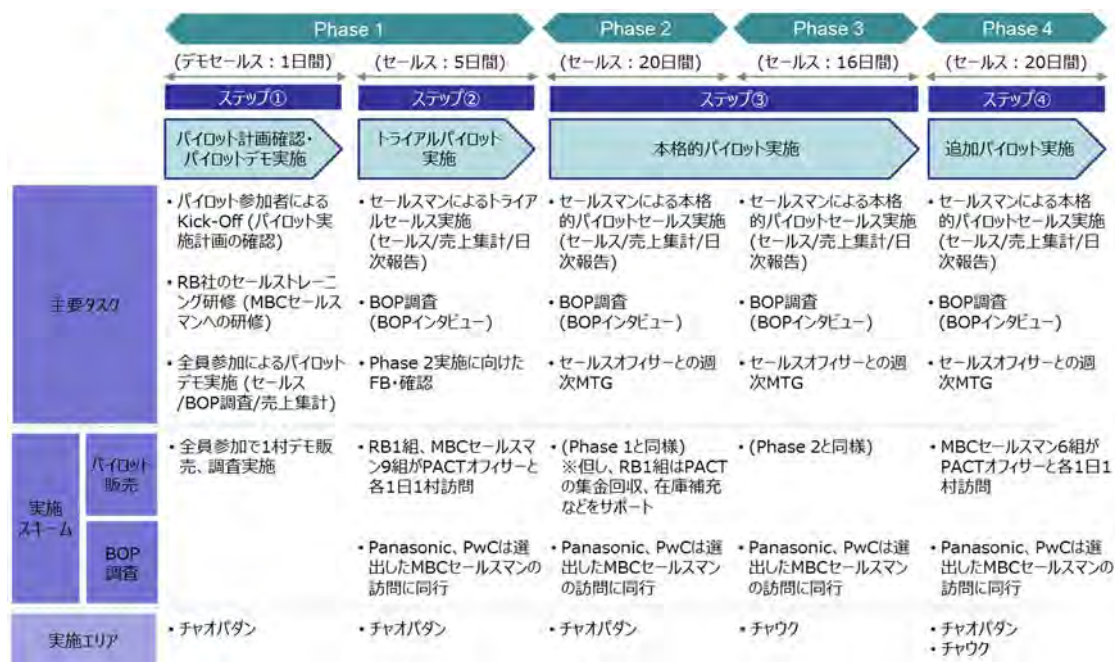 Phase 1
Phase 2
Phase 3
Phase 4
(デモセールス：1日間)
(セールス：5日間)
(セールス：20日間)
(セールス：16日間)
(セールス：20日間)
ステップ①
ステップ②
ステップ③
ステップ④
パイロット計画確認・
パイロットデモ実施
トライアルパイロット
実施
本格的パイロット実施
追加パイロット実施
主要タスク
・パイロット参加者による
Kick-Off (パイロット実
施計画の確認)
・RB社のセールストレーニ
ング研修 (MBCセールス
マンへの研修)
・全員参加によるパイロット
デモ実施 (セールス
/BOP調査/売上集計)
・セールスマンによるトライア
ルセールス実施
(セールス/売上集計/日
次報告)
・BOP調査
(BOPインタビュー)
・Phase 2実施に向けた
FB・確認
・セールスマンによる本格
的パイロットセールス実施
(セールス/売上集計/日
次報告)
・BOP調査
(BOPインタビュー)
・セールスオフィサーとの週
次MTG
・セールスマンによる本格
的パイロットセールス実施
(セールス/売上集計/日
次報告)
・BOP調査
(BOPインタビュー)
・セールスオフィサーとの週
次MTG
・セールスマンによる本格
的パイロットセールス実施
(セールス/売上集計/日
次報告)
・BOP調査
(BOPインタビュー)
・セールスオフィサーとの週
次MTG
実施
スキーム
パイロット
販売
・全員参加で1村デモ販
売、調査実施
・RB1組、MBCセールスマ
ン9組がPACTオフィサーと
各1日1村訪問
・(Phase 1と同様)
※但し、RB1組はPACT
の集金回収、在庫補充
などをサポート
・(Phase 2と同様)
・MBCセールスマン6組が
PACTオフィサーと各1日1
村訪問
BOP
調査
・Panasonic、PwCは選
出したMBCセールスマンの
訪問に同行
・Panasonic、PwCは選
出したMBCセールスマン
の訪問に同行
・Panasonic、PwCは選
出したMBCセールスマン
の訪問に同行
・Panasonic、PwCは選
出したMBCセールスマンの
訪問に同行
実施エリア
・チャオパダン
・チャオパダン
・チャオパダン
・チャウク
・チャオパダン
・チャウク